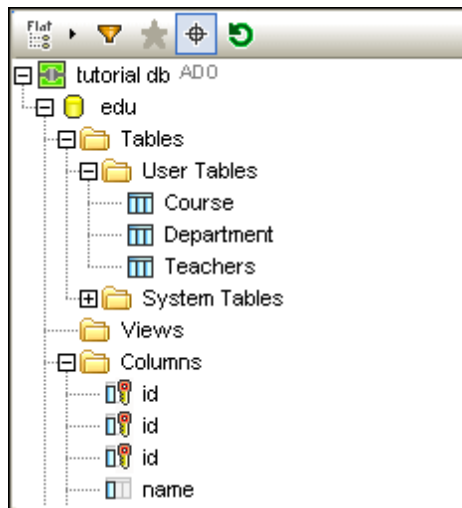 Flat
tutorial db ADO
edu
Tables
User Tables
Course
Department
Teachers
System Tables
Views
Columns
id
id
id
name